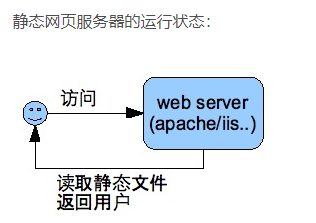 静态网页服务器的运行状态：
访问
web server
(apache/iis..)
读取静态文件
返回用户